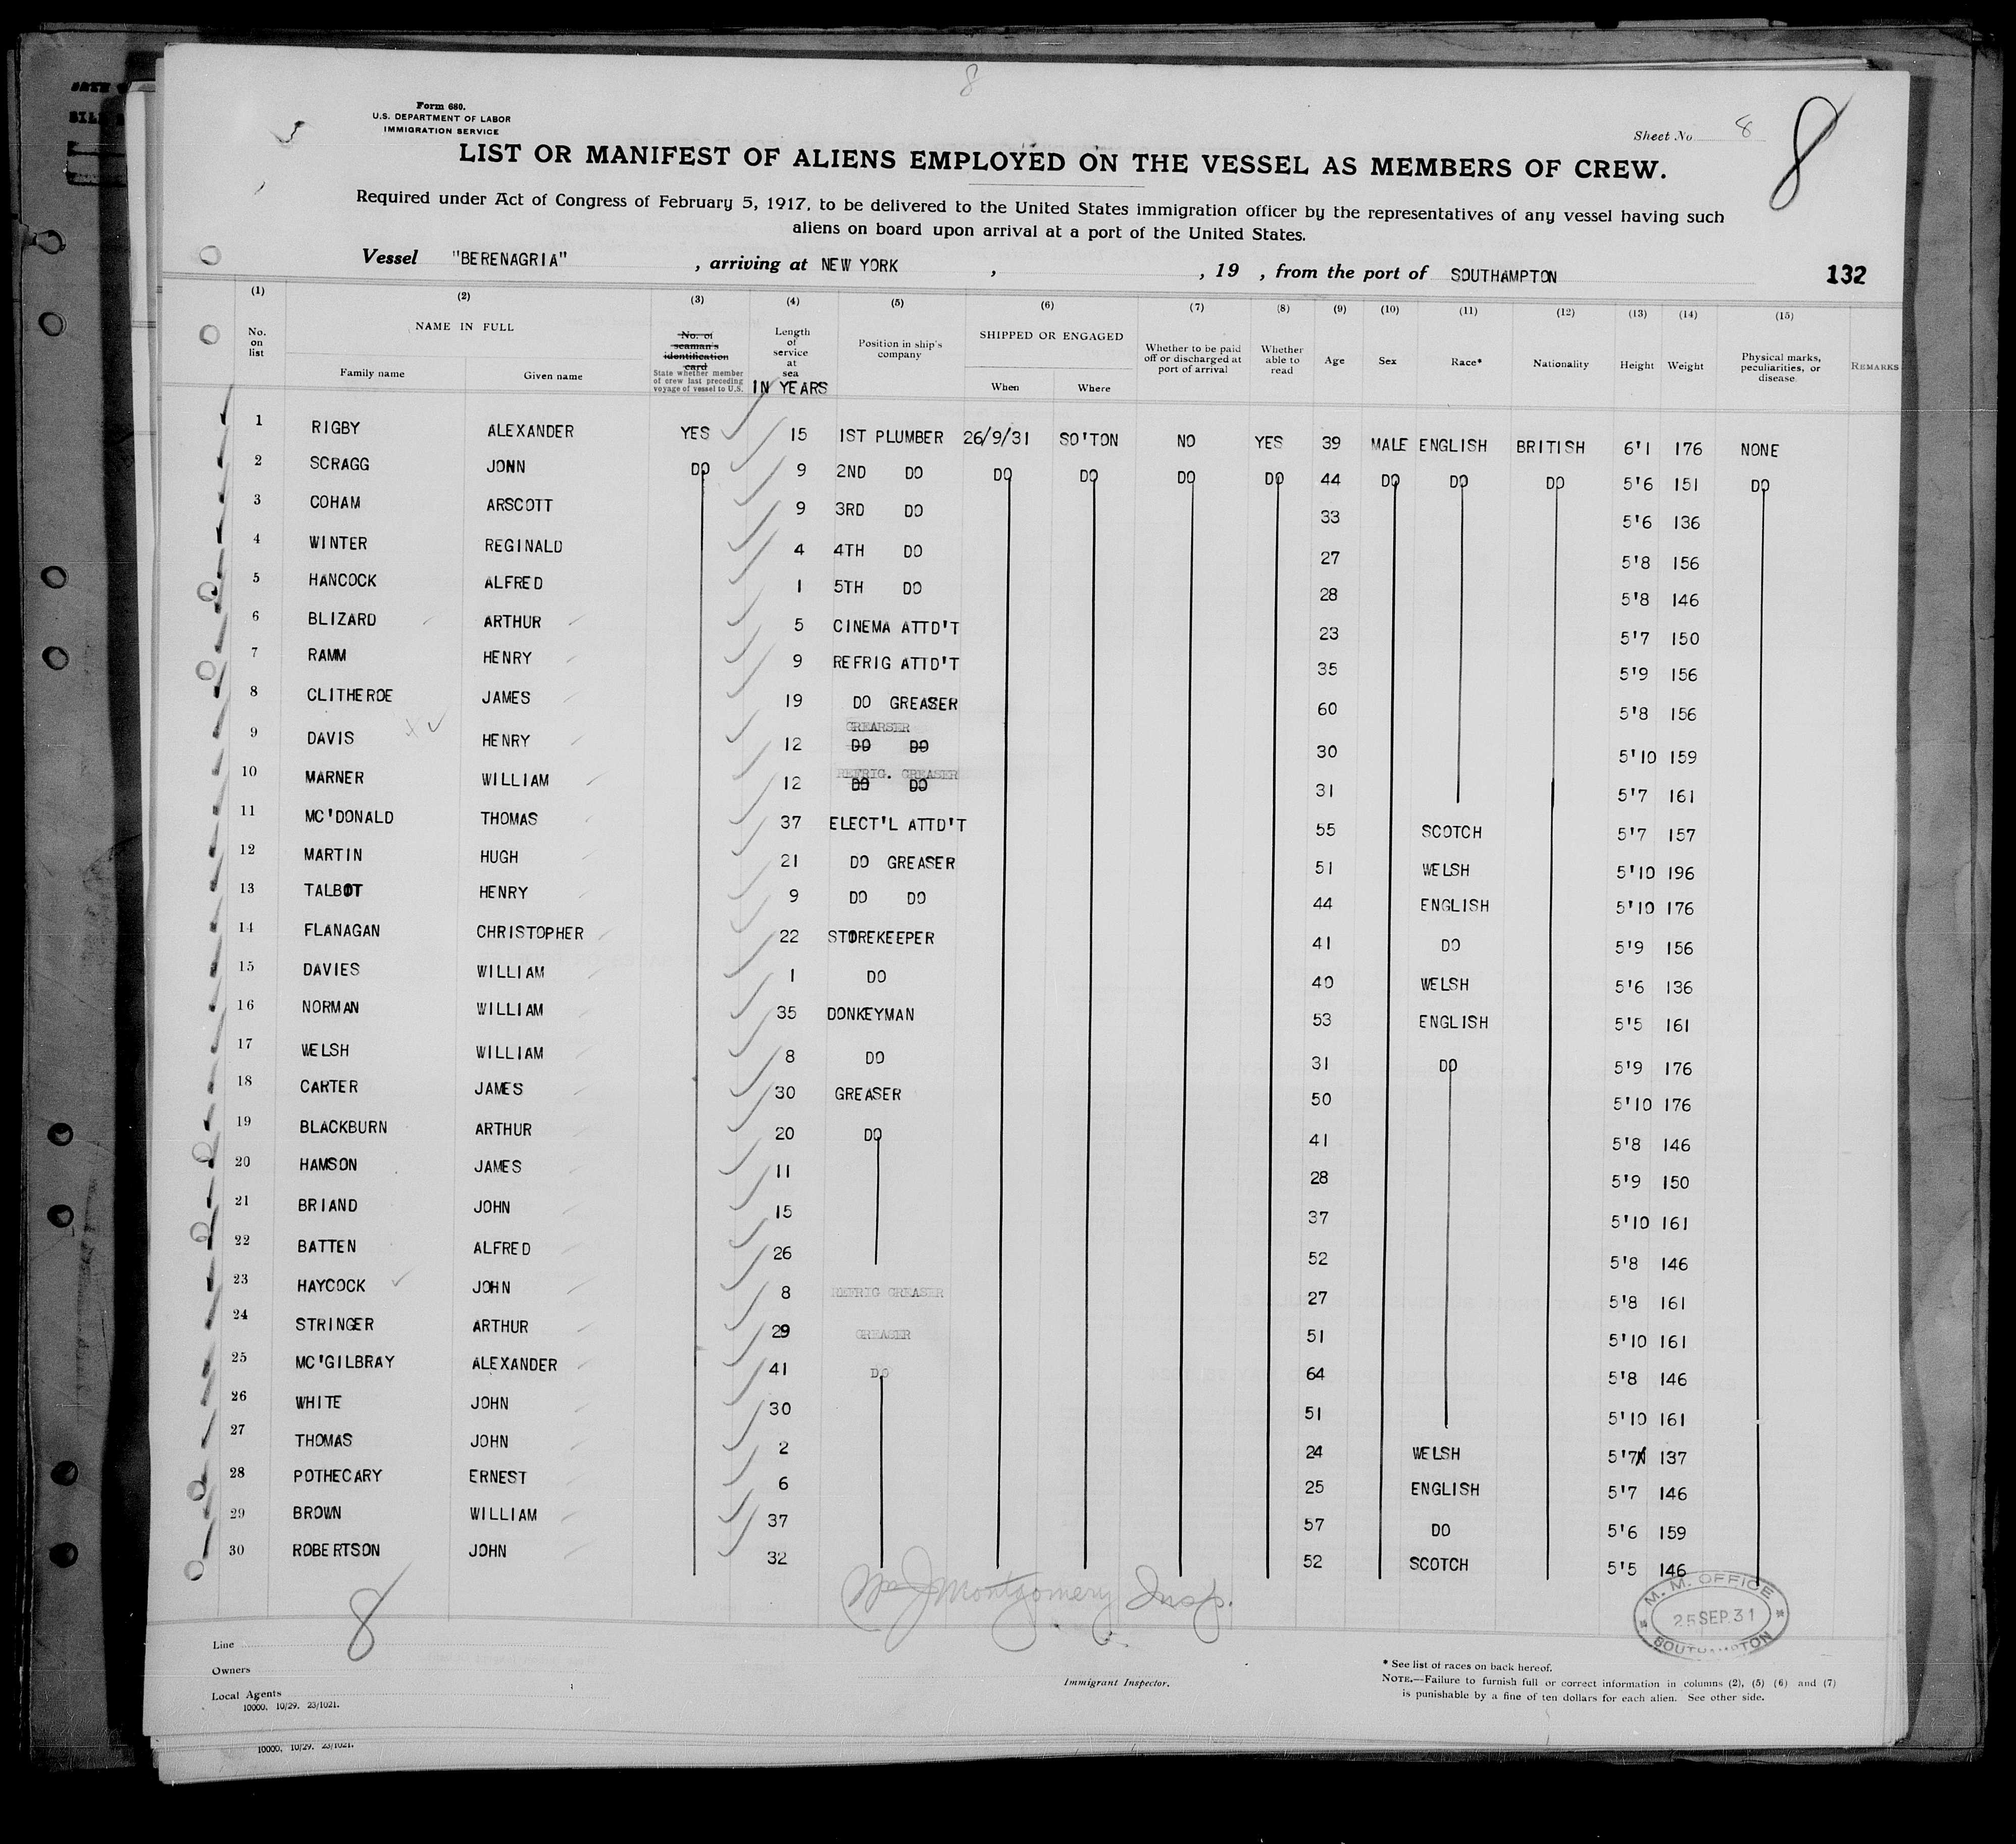 8
Form 680.
U.S. DEPARTMENT OF LABOR
IMMIGRATION SERVICE
Sheet No 8
8
LIST OR MANIFEST OF ALIENS EMPLOYED ON THE VESSEL AS MEMBERS OF CREW.
Required under Act of Congress of February 5, 1917, to be delivered to the United States immigration officer by the representatives of any vessel having such
aliens on board upon arrival at a port of the United States.
Vessel "BERENAGRIA" , arriving at NEW YORK , , 19 , from the port of SOUTHAMPTON
132
(1) (2) (3) (4) (5) (6) (7) (8) (9) (10) (11) (12) (13) (14) (15)
No. on list
NAME IN FULL
Family name Given name
No. of seaman's identification card
State whether member of crew last preceding voyage of vessel to U.S.
Length of service at sea
IN YEARS
Position in ship's company
SHIPPED OR ENGAGED
When Where
Whether to be paid off or discharged at port of arrival
Whether able to read
Age Sex Race* Nationality Height Weight
Physical marks, peculiarities, or disease
REMARKS
1 RIGBY ALEXANDER YES 15 1ST PLUMBER 26/9/31 SO'TON NO YES 39 MALE ENGLISH BRITISH 6'1 176 NONE
2 SCRAGG JONN DO 9 2ND DO DO DO DO DO 44 DO DO DO 5'6 151 DO
3 COHAM ARSCOTT 9 3RD DO 33 5'6 136
4 WINTER REGINALD 4 4TH DO 27 5'8 156
5 HANCOCK ALFRED 1 5TH DO 28 5'8 146
6 BLIZARD ARTHUR 5 CINEMA ATTD'T 23 5'7 150
7 RAMM HENRY 9 REFRIG ATTD'T 35 5'9 156
8 CLITHEROE JAMES 19 DO GREASER 60 5'8 156
GREARSER
9 DAVIS HENRY 12 DO DO 30 5'10 159
REFRIG. GREASER
10 MARNER WILLIAM 12 DO DO 31 5'7 161
11 MC'DONALD THOMAS 37 ELECT'L ATTD'T 55 SCOTCH 5'7 157
12 MARTIN HUGH 21 DO GREASER 51 WELSH 5'10 196
13 TALBOT HENRY 9 DO DO 44 ENGLISH 5'10 176
14 FLANAGAN CHRISTOPHER 22 STOREKEEPER 41 DO 5'9 156
15 DAVIES WILLIAM 1 DO 40 WELSH 5'6 136
16 NORMAN WILLIAM 35 DONKEYMAN 53 ENGLISH 5'5 161
17 WELSH WILLIAM 8 DO 31 DO 5'9 176
18 CARTER JAMES 30 GREASER 50 5'10 176
19 BLACKBURN ARTHUR 20 DO 41 5'8 146
20 HAMSON JAMES 11 28 5'9 150
21 BRIAND JOHN 15 37 5'10 161
22 BATTEN ALFRED 26 52 5'8 146
23 HAYCOCK JOHN 8 REFRIG GREASER 27 5'8 161
24 STRINGER ARTHUR 29 GREASER 51 5'10 161
25 MC'GILBRAY ALEXANDER 41 DO 64 5'8 146
26 WHITE JOHN 30 51 5'10 161
27 THOMAS JOHN 2 24 WELSH 5'7 137
28 POTHECARY ERNEST 6 25 ENGLISH 5'7 146
29 BROWN WILLIAM 37 57 DO 5'6 159
30 ROBERTSON JOHN 32 52 SCOTCH 5'5 146
8
Wm J Montgomery Insp.
M. M. OFFICE
25 SEP. 31
SOUTHAMPTON
Line
Owners
Local Agents
10000, 10/29. 23/1021.
Immigrant Inspector.
* See list of races on back hereof.
NOTE.—Failure to furnish full or correct information in columns (2), (5) (6) and (7)
is punishable by a fine of ten dollars for each alien. See other side.
10000, 10/29. 23/1021.